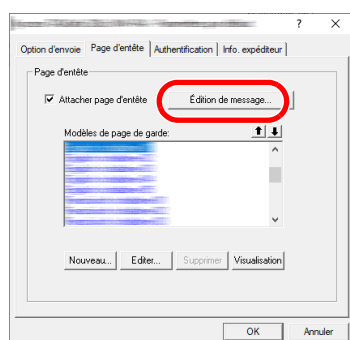 Option d'envoie Page d'entête Authentification Info. expéditeur
Page d'entête
Attacher page d'entête Édition de message...
Modèles de page de garde:
Nouveau... Editer... Supprimer Visualisation
OK Annuler